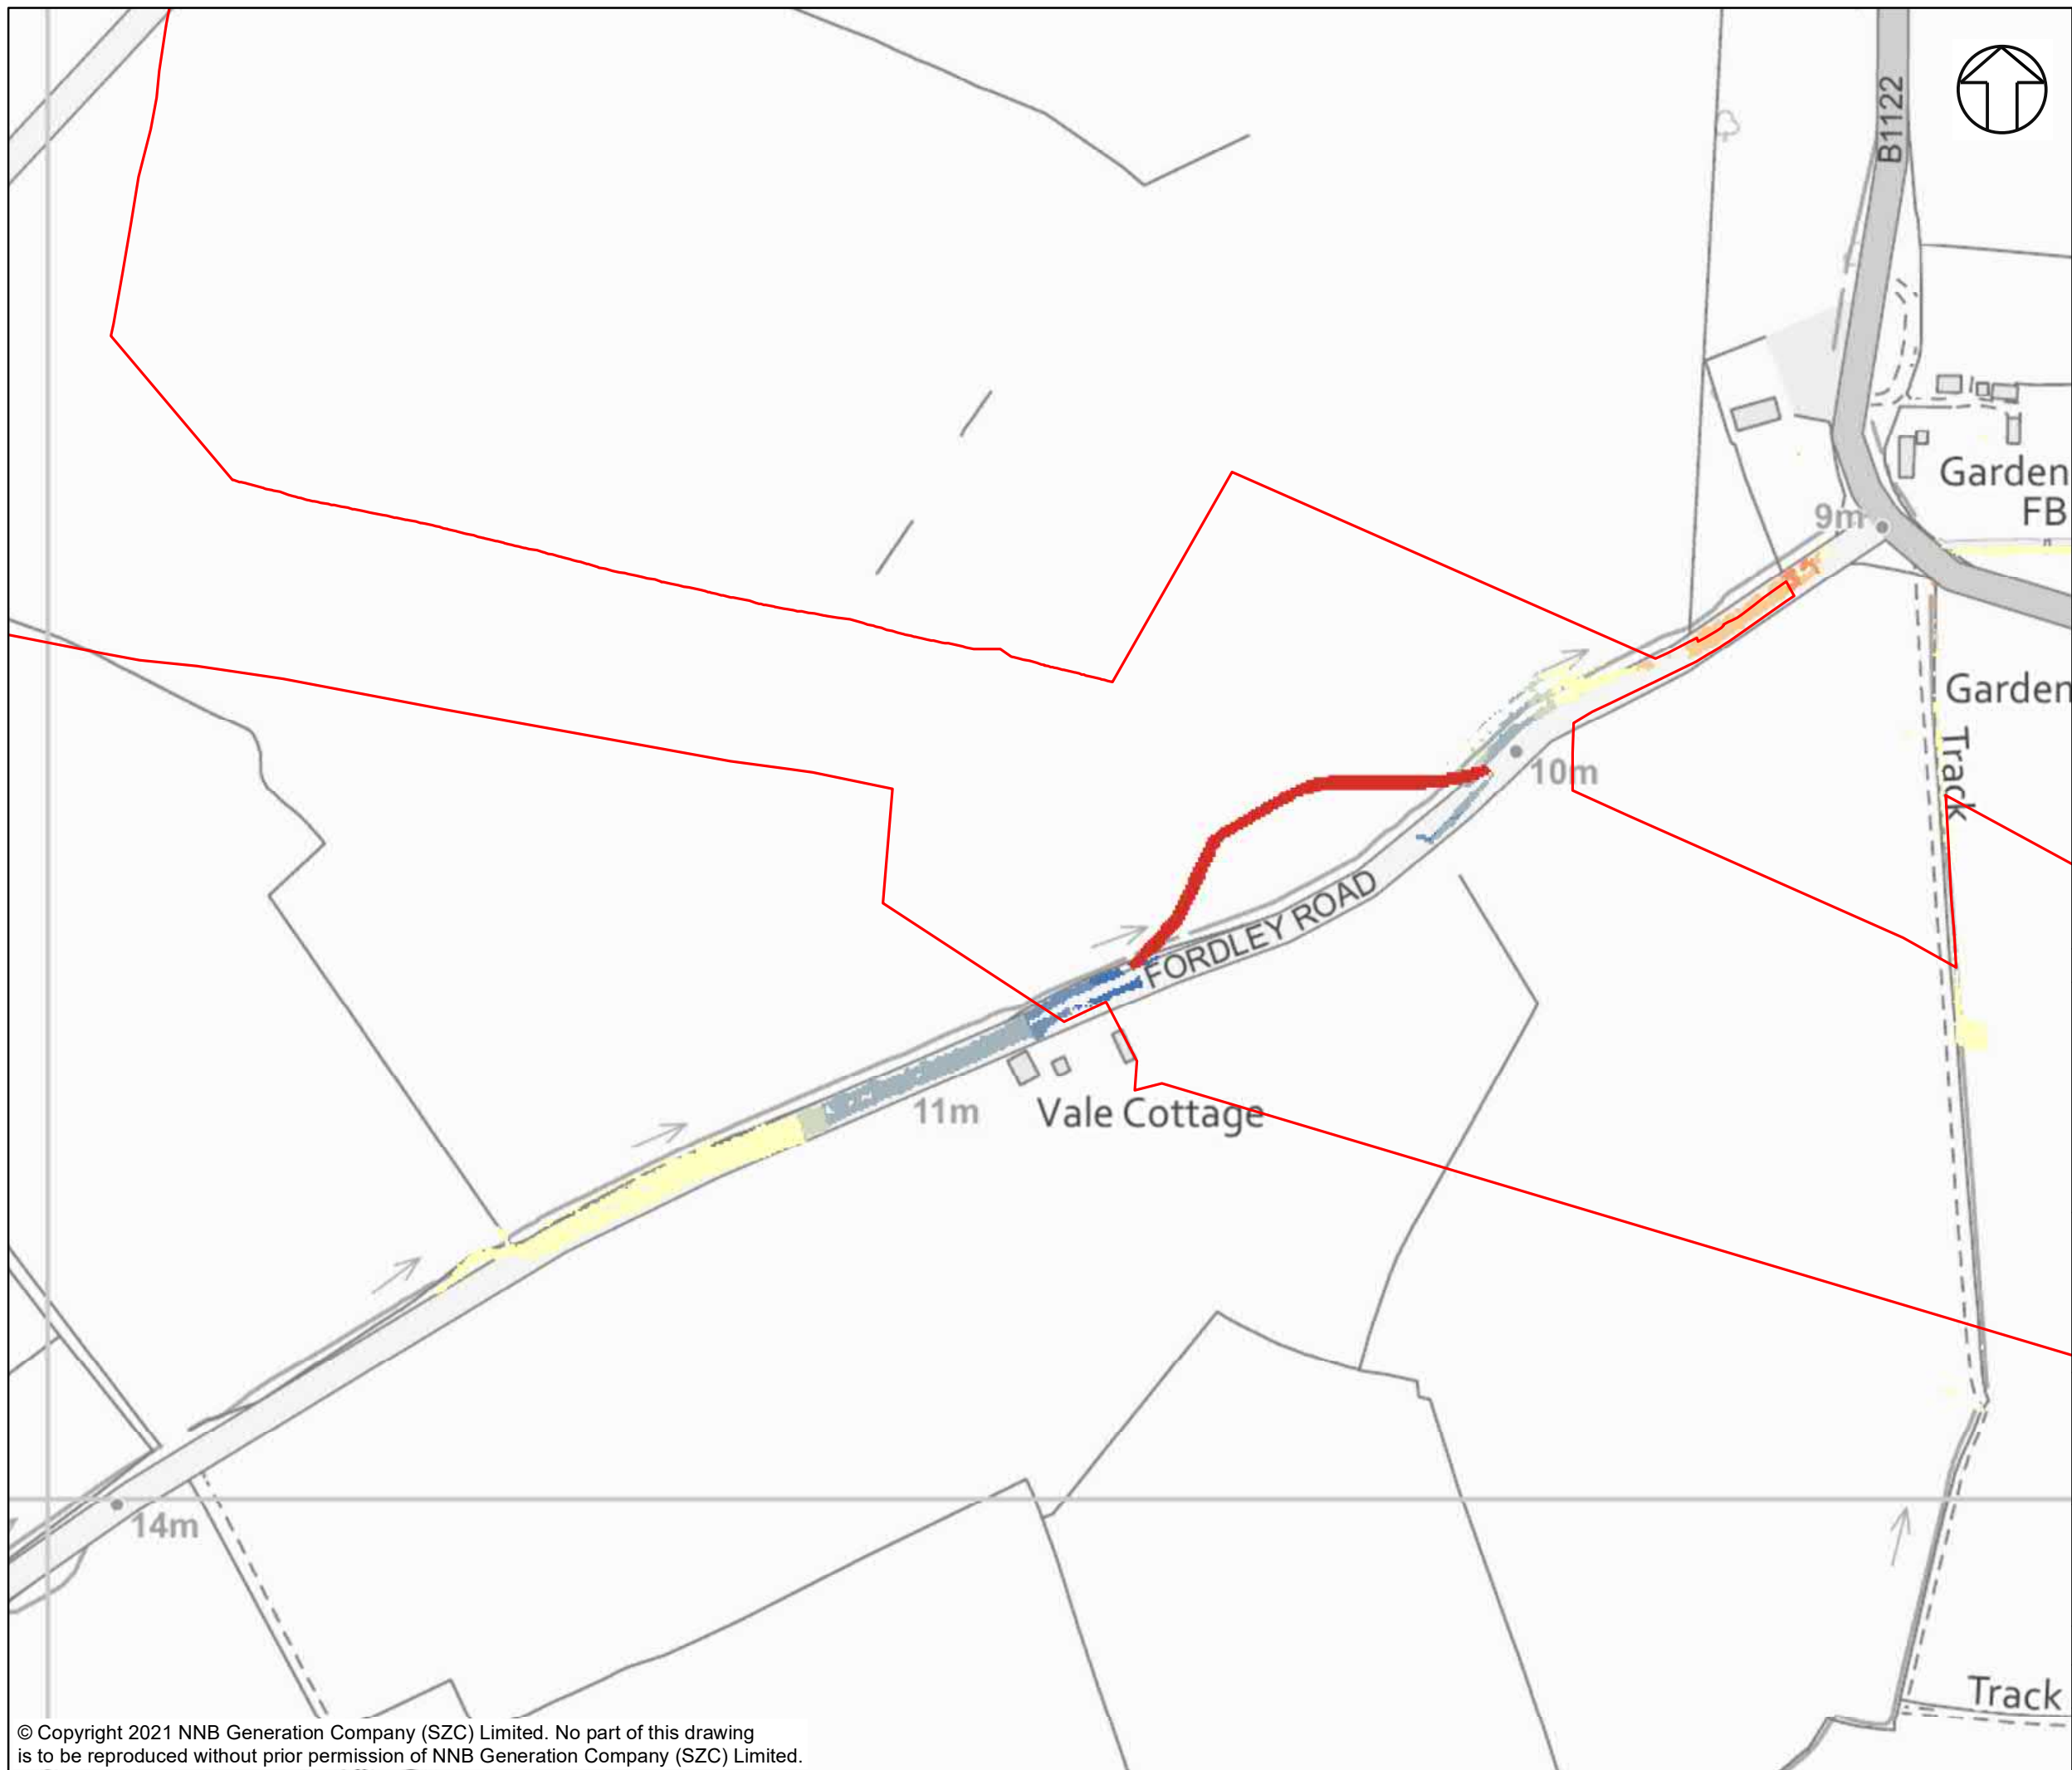 B1122
Garden
FB
9m
Garden
Track
10m
FORDLEY ROAD
11m
Vale Cottage
14m
Track
© Copyright 2021 NNB Generation Company (SZC) Limited. No part of this drawing
is to be reproduced without prior permission of NNB Generation Company (SZC) Limited.